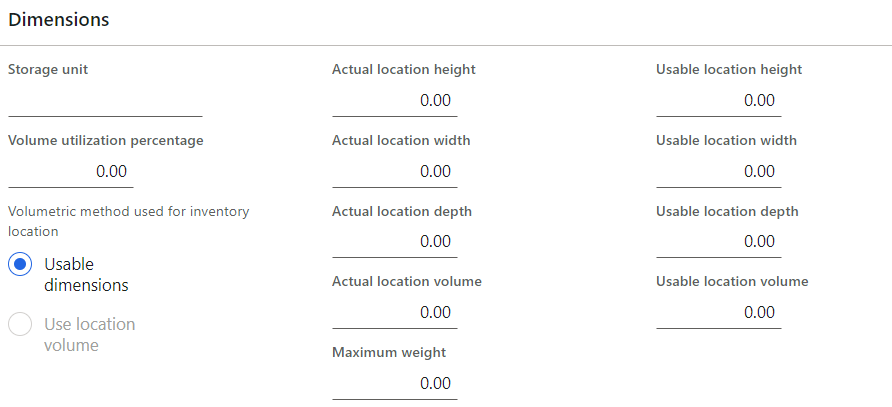 Dimensions
Storage unit
Volume utilization percentage
0.00
Volumetric method used for inventory
location
Usable
dimensions
Use location
volume
Actual location height
0.00
Actual location width
0.00
Actual location depth
0.00
Actual location volume
0.00
Maximum weight
0.00
Usable location height
0.00
Usable location width
0.00
Usable location depth
0.00
Usable location volume
0.00